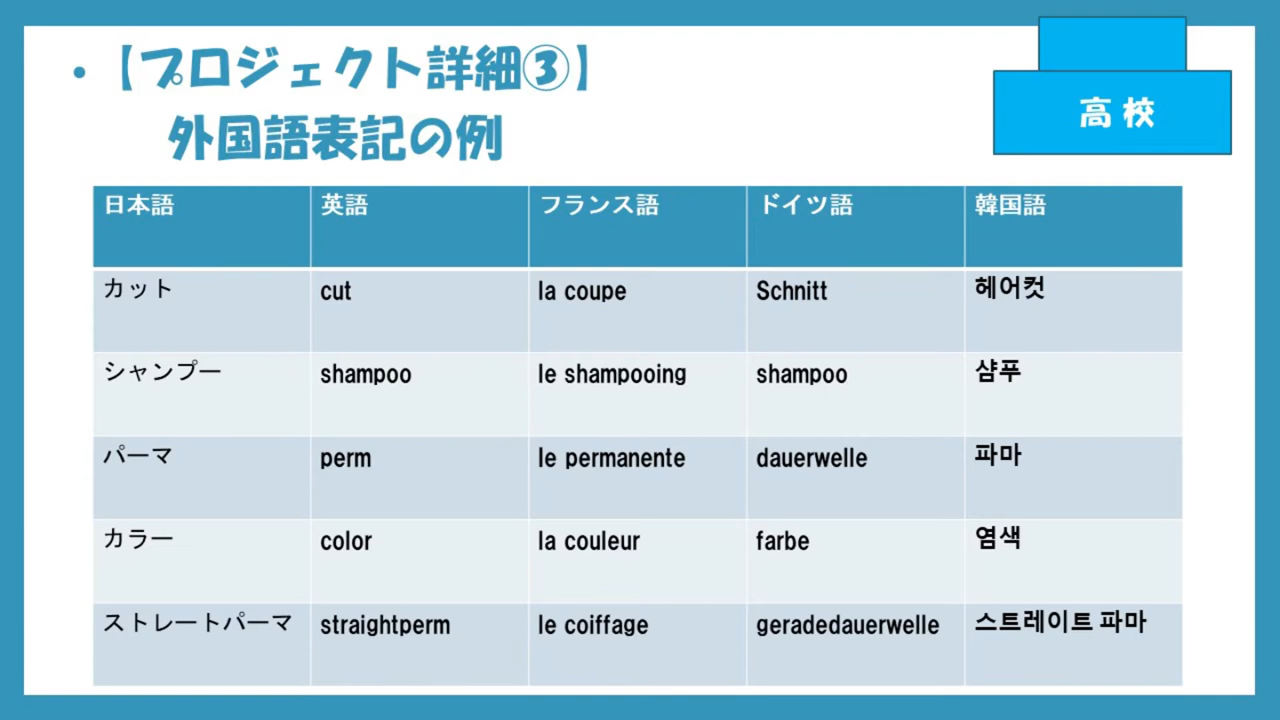 ・【プロジェクト詳細③】
外国語表記の例
高校
日本語 英語 フランス語 ドイツ語 韓国語
カット cut la coupe Schnitt 헤어컷
シャンプー shampoo le shampooing shampoo 샴푸
パーマ perm le permanente dauerwelle 파마
カラー color la couleur farbe 염색
ストレートパーマ straightperm le coiffage geradedauerwelle 스트레이트 파마